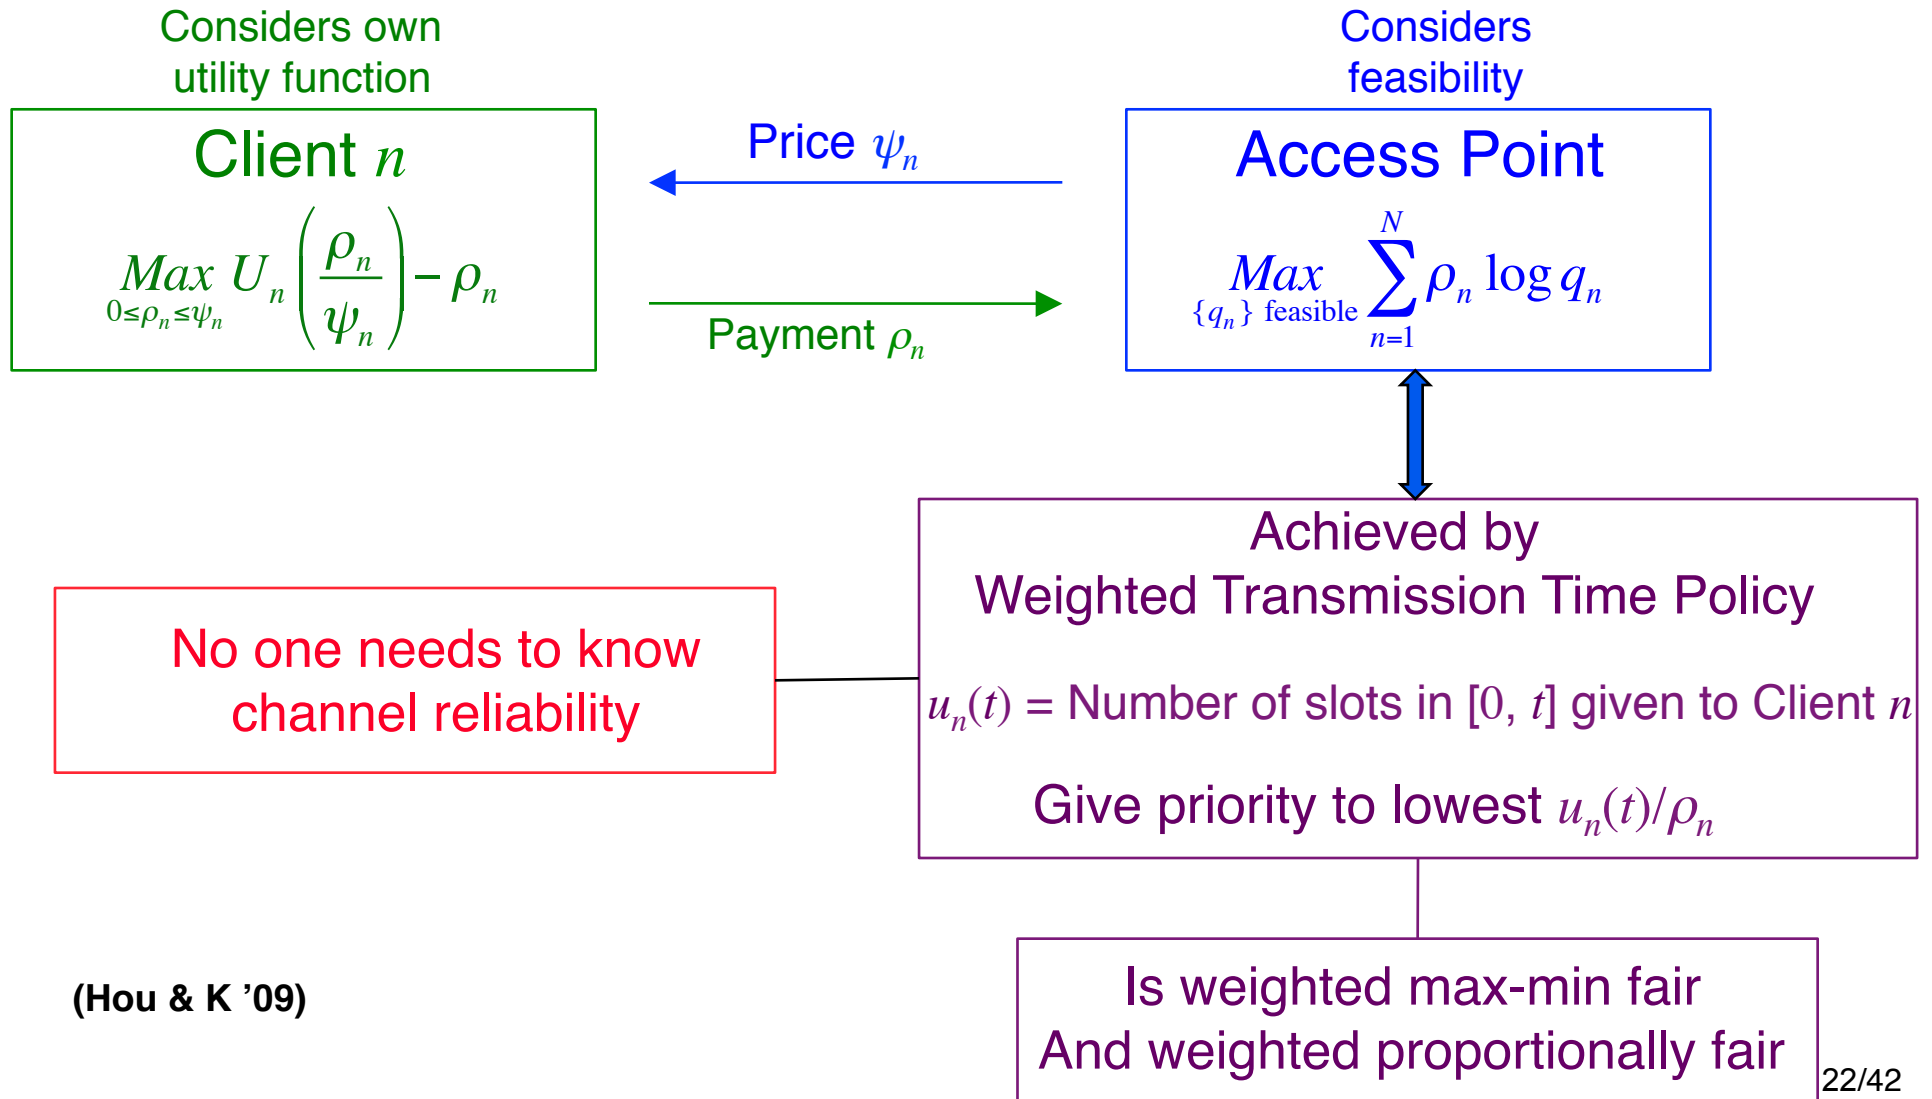 Considers own
utility function
Client n
Max U_n (ρ_n / ψ_n) − ρ_n
0≤ρ_n≤ψ_n
Price ψ_n
Payment ρ_n
Considers
feasibility
Access Point
N
Max ∑ ρ_n log q_n
{q_n} feasible n=1
Achieved by
Weighted Transmission Time Policy
u_n(t) = Number of slots in [0, t] given to Client n
Give priority to lowest u_n(t)/ρ_n
No one needs to know
channel reliability
Is weighted max-min fair
And weighted proportionally fair
(Hou & K ’09)
22/42